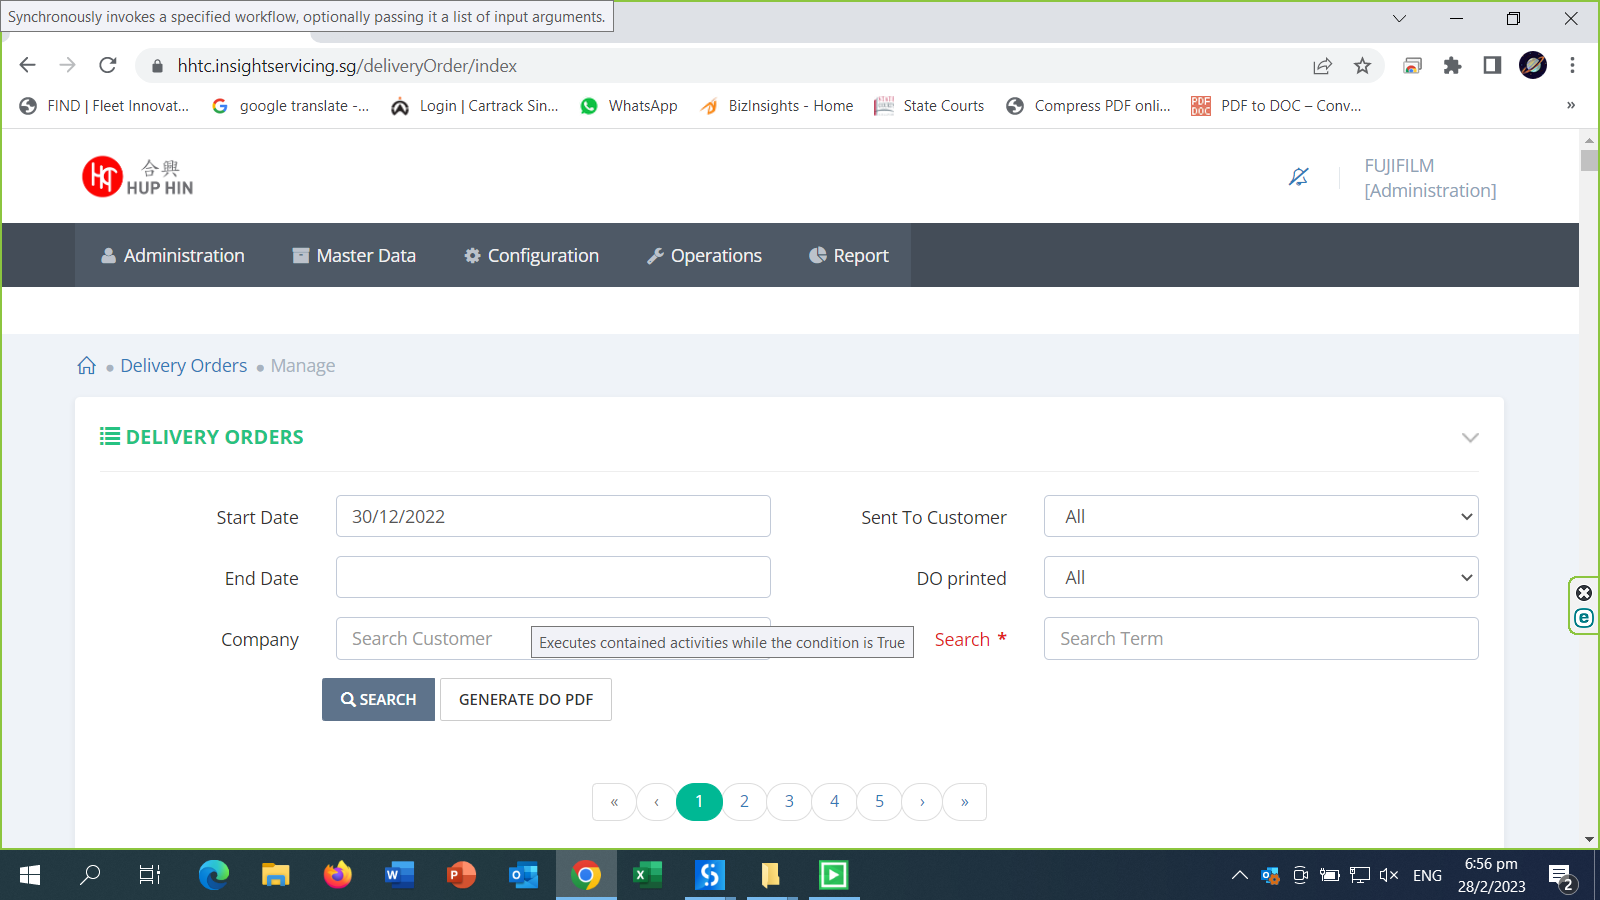 Synchronously invokes a specified workflow, optionally passing it a list of input arguments.
hhtc.insightservicing.sg/deliveryOrder/index
FIND | Fleet Innovat...
google translate -...
Login | Cartrack Sin...
WhatsApp
BizInsights - Home
State Courts
Compress PDF onli...
PDF to DOC – Conv...
»
合興
HUP HIN
FUJIFILM
[Administration]
Administration
Master Data
Configuration
Operations
Report
Delivery Orders
Manage
DELIVERY ORDERS
Start Date
30/12/2022
Sent To Customer
All
End Date
DO printed
All
Company
Search Customer
Executes contained activities while the condition is True
Search *
Search Term
SEARCH
GENERATE DO PDF
« ‹ 1 2 3 4 5 › »
ENG
6:56 pm
28/2/2023
2